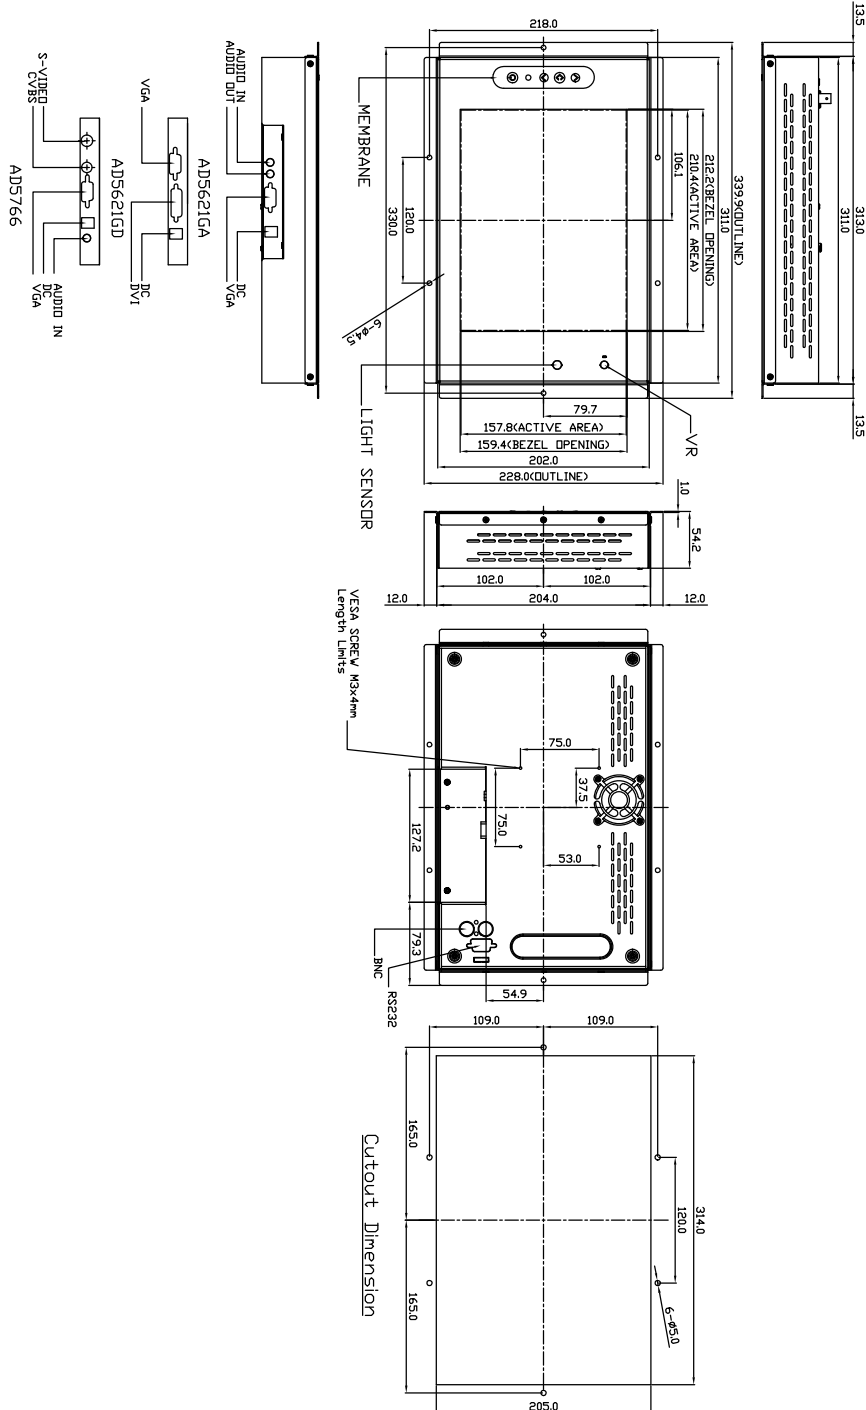 13.5
313.0
311.0
13.5
339.9(OUTLINE)
311.0
212.2(BEZEL OPENING)
210.4(ACTIVE AREA)
106.1
218.0
120.0
330.0
MEMBRANE
6-ø4.5
LIGHT SENSOR
VR
79.7
157.8(ACTIVE AREA)
159.4(BEZEL OPENING)
202.0
228.0(OUTLINE)
AUDIO IN
AUDIO OUT
DC
VGA
AD5621GA
VGA
DC
DVI
AD5621GD
S-VIDEO
CVBS
AUDIO IN
DC
VGA
AD5766
1.0
54.2
102.0
102.0
12.0
204.0
12.0
VESA SCREW M3x4mm
Length Limits
75.0
37.5
75.0
53.0
127.2
79.3
54.9
BNC
RS232
109.0
109.0
165.0
165.0
314.0
120.0
6-ø5.0
205.0
Cutout Dimension